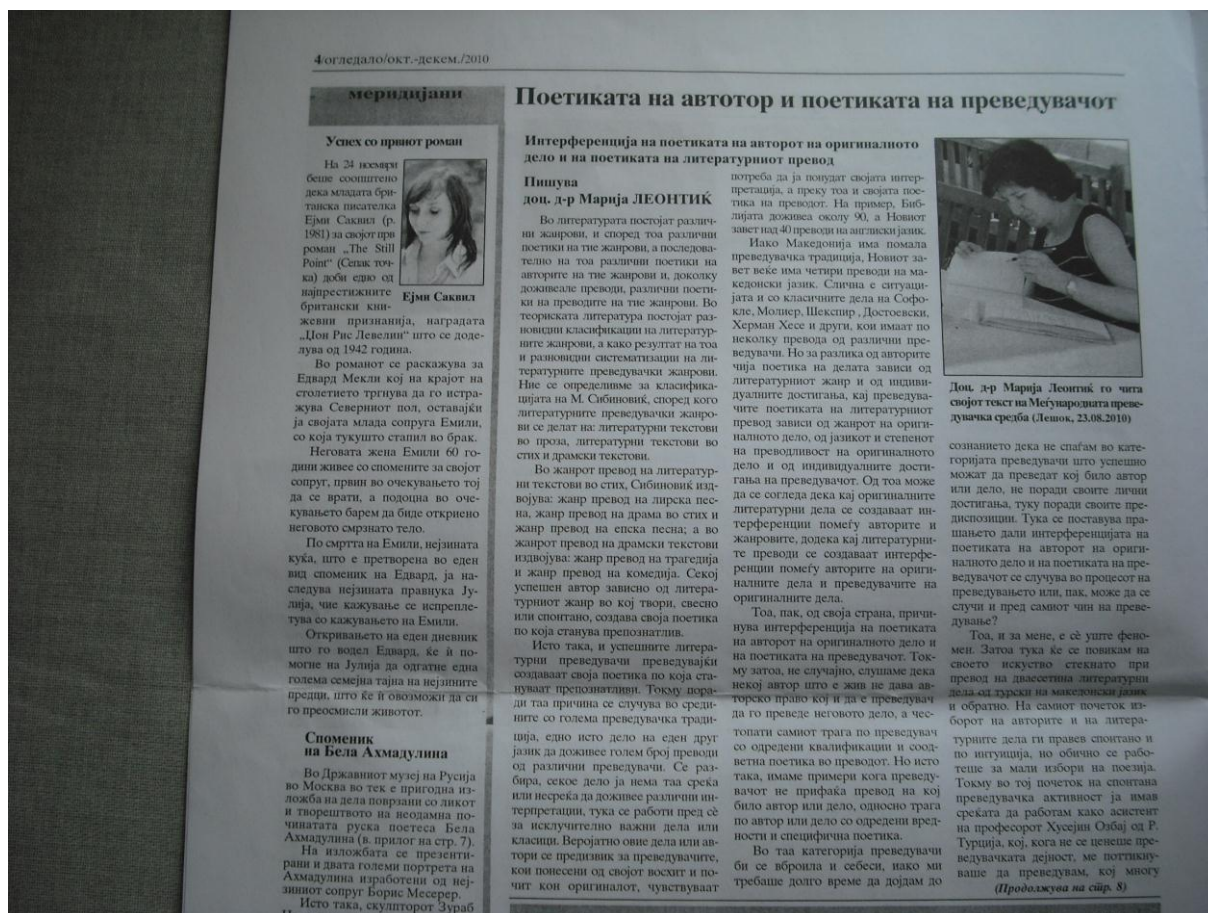 4/огледало/окт.-декем./2010
меридијани
Успех со првиот роман
На 24 ноември
беше соопштено
дека младата бри-
танска писателка
Ејми Саквил (р.
1981) за својот прв
роман „The Still
Point“ (Сепак точ-
ка) доби едно од
најпрестижните
британски кни-
жевни признанија, наградата
„Џон Рис Левелин“ што се доде-
лува од 1942 година.
Ејми Саквил
Во романот се раскажува за
Едвард Мекли кој на крајот на
столетието тргнува да го истра-
жува Северниот пол, оставајќи
ја својата млада сопруга Емили,
со која тукушто стапил во брак.
Неговата жена Емили 60 го-
дини живее со спомените за својот
сопруг, првин во очекувањето тој
да се врати, а подоцна во оче-
кувањето барем да биде откриено
неговото смрзнато тело.
По смртта на Емили, нејзината
куќа, што е претворена во еден
вид споменик на Едвард, ја на-
следува нејзината правнука Ју-
лија, чие кажување се испрепле-
тува со кажувањето на Емили.
Откривањето на еден дневник
што го водел Едвард, ќе ѝ по-
могне на Јулија да одгатне една
голема семејна тајна на нејзините
предци, што ќе ѝ овозможи да си
го преосмисли животот.
Споменик
на Бела Ахмадулина
Во Државниот музеј на Русија
во Москва во тек е пригодна из-
ложба на дела поврзани со ликот
и творештвото на неодамна по-
чинатата руска поетеса Бела
Ахмадулина (в. прилог на стр. 7).
На изложбата се презенти-
рани и двата големи портрета на
Ахмадулина изработени од неј-
зиниот сопруг Борис Месерер.
Исто така, скулпторот Зураб
Поетиката на автотор и поетиката на преведувачот
Интерференција на поетиката на авторот на оригиналното
дело и на поетиката на литературниот превод
Пишува
доц. д-р Марија ЛЕОНТИЌ
Во литературата постојат различ-
ни жанрови, и според тоа различни
поетики на тие жанрови, а последова-
телно на тоа различни поетики на
авторите на тие жанрови и, доколку
доживеале преводи, различни поети-
ки на преводите на тие жанрови. Во
теориската литература постојат раз-
новидни класификации на литератур-
ните жанрови, а како резултат на тоа
и разновидни систематизации на ли-
тературните преведувачки жанрови.
Ние се определивме за класифика-
цијата на М. Сибиновиќ, според кого
литературните преведувачки жанро-
ви се делат на: литературни текстови
во проза, литературни текстови во
стих и драмски текстови.
Во жанрот превод на литератур-
ни текстови во стих, Сибиновиќ изд-
војува: жанр превод на лирска пес-
на, жанр превод на драма во стих и
жанр превод на епска песна; а во
жанрот превод на драмски текстови
издвојува: жанр превод на трагедија
и жанр превод на комедија. Секој
успешен автор зависно од литера-
турниот жанр во кој твори, свесно
или спонтано, создава своја поетика
по која станува препознатлив.
Исто така, и успешните литера-
турни преведувачи преведувајќи
создаваат своја поетика по која ста-
нуваат препознатливи. Токму пора-
ди таа причина се случува во среди-
ните со голема преведувачка тради-
ција, едно исто дело на еден друг
јазик да доживее голем број преводи
од различни преведувачи. Се раз-
бира, секое дело ја нема таа среќа
или несреќа да доживее различни ин-
терпретации, тука се работи пред сè
за исклучително важни дела или
класици. Веројатно овие дела или ав-
тори се предизвик за преведувачите,
кои понесени од својот восхит и по-
чит кон оригиналот, чувствуваат
потреба да ја понудат својата интер-
претација, а преку тоа и својата пое-
тика на преводот. На пример, Биб-
лијата доживеа околу 90, а Новиот
завет над 40 преводи на англиски јазик.
Иако Македонија има помала
преведувачка традиција, Новиот за-
вет веќе има четири преводи на ма-
кедонски јазик. Слична е ситуаци-
јата и со класичните дела на Софо-
кле, Молиер, Шекспир , Достоевски,
Херман Хесе и други, кои имаат по
неколку превода од различни пре-
ведувачи. Но за разлика од авторите
чија поетика на делата зависи од
литературниот жанр и од индиви-
дуалните достигања, кај преведува-
чите поетиката на литературниот
превод зависи од жанрот на ориги-
налното дело, од јазикот и степенот
на преводливост на оригиналното
дело и од индивидуалните дости-
гања на преведувачот. Од тоа може
да се согледа дека кај оригиналните
литературни дела се создаваат ин-
терференции помеѓу авторите и
жанровите, додека кај литературни-
те преводи се создаваат интерфе-
ренции помеѓу авторите на ориги-
налните дела и преведувачите на
оригиналните дела.
Тоа, пак, од своја страна, причи-
нува интерференција на поетиката
на авторот на оригиналното дело и
на поетиката на преведувачот. Ток-
му затоа, не случајно, слушаме дека
некој автор што е жив не дава ав-
торско право кој и да е преведувач
да го преведе неговото дело, а чес-
топати самиот трага по преведувач
со одредени квалификации и соод-
ветна поетика во преводот. Но исто
така, имаме примери кога преведу-
вачот не прифаќа превод на кој
било автор или дело, односно трага
по автор или дело со одредени вред-
ности и специфична поетика.
Во таа категорија преведувачи
би се вброила и себеси, иако ми
требаше долго време да дојдам до
Доц. д-р Марија Леонтиќ го чита
својот текст на Меѓународната преве-
дувачка средба (Лешок, 23.08.2010)
сознанието дека не спаѓам во кате-
горијата преведувачи што успешно
можат да преведат кој било автор
или дело, не поради своите лични
достигања, туку поради своите пре-
диспозиции. Тука се поставува пра-
шањето дали интерференцијата на
поетиката на авторот на ориги-
налното дело и на поетиката на пре-
ведувачот се случува во процесот на
преведувањето или, пак, може да се
случи и пред самиот чин на преве-
дување?
Тоа, и за мене, е сè уште фено-
мен. Затоа тука ќе се повикам на
своето искуство стекнато при
превод на дваесетина литературни
дела од турски на македонски јазик
и обратно. На самиот почеток из-
борот на авторите и на литера-
турните дела ги правев спонтано и
по интуиција, но обично се рабо-
теше за мали избори на поезија.
Токму во тој почеток на спонтана
преведувачка активност ја имав
среќата да работам како асистент
на професорот Хусејин Озбај од Р.
Турција, кој, кога не се ценеше пре-
ведувачката дејност, ме поттикну-
ваше да преведувам, кој многу
(Продолжува на стр. 8)